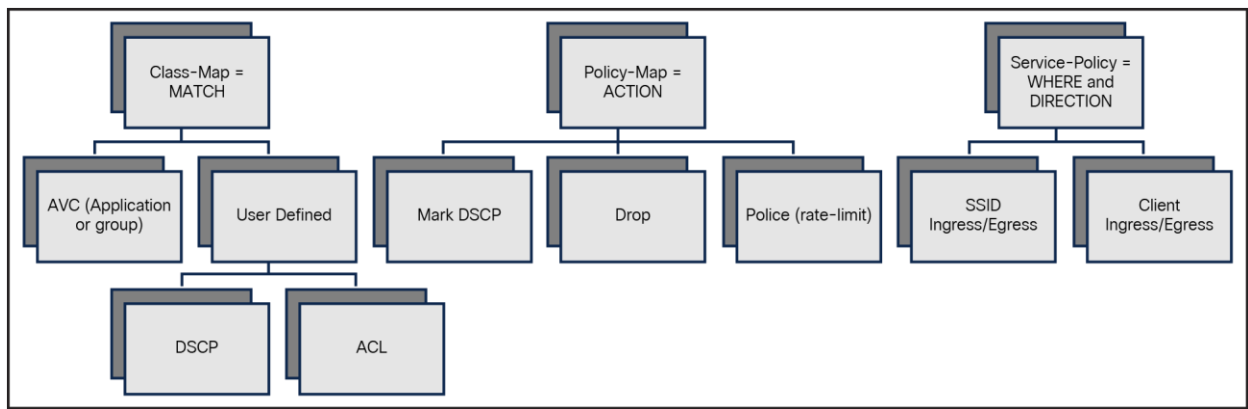 Class-Map =
MATCH
AVC (Application
or group)
User Defined
DSCP
ACL
Policy-Map =
ACTION
Mark DSCP
Drop
Police (rate-limit)
Service-Policy =
WHERE and
DIRECTION
SSID
Ingress/Egress
Client
Ingress/Egress